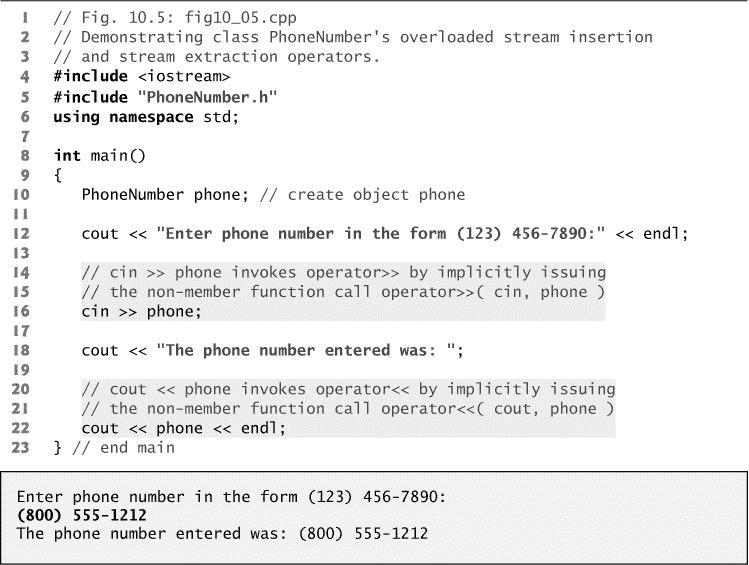 1 // Fig. 10.5: fig10_05.cpp
2 // Demonstrating class PhoneNumber's overloaded stream insertion
3 // and stream extraction operators.
4 #include <iostream>
5 #include "PhoneNumber.h"
6 using namespace std;
7
8 int main()
9 {
10 PhoneNumber phone; // create object phone
11
12 cout << "Enter phone number in the form (123) 456-7890:" << endl;
13
14 // cin >> phone invokes operator>> by implicitly issuing
15 // the non-member function call operator>>( cin, phone )
16 cin >> phone;
17
18 cout << "The phone number entered was: ";
19
20 // cout << phone invokes operator<< by implicitly issuing
21 // the non-member function call operator<<( cout, phone )
22 cout << phone << endl;
23 } // end main
Enter phone number in the form (123) 456-7890:
(800) 555-1212
The phone number entered was: (800) 555-1212